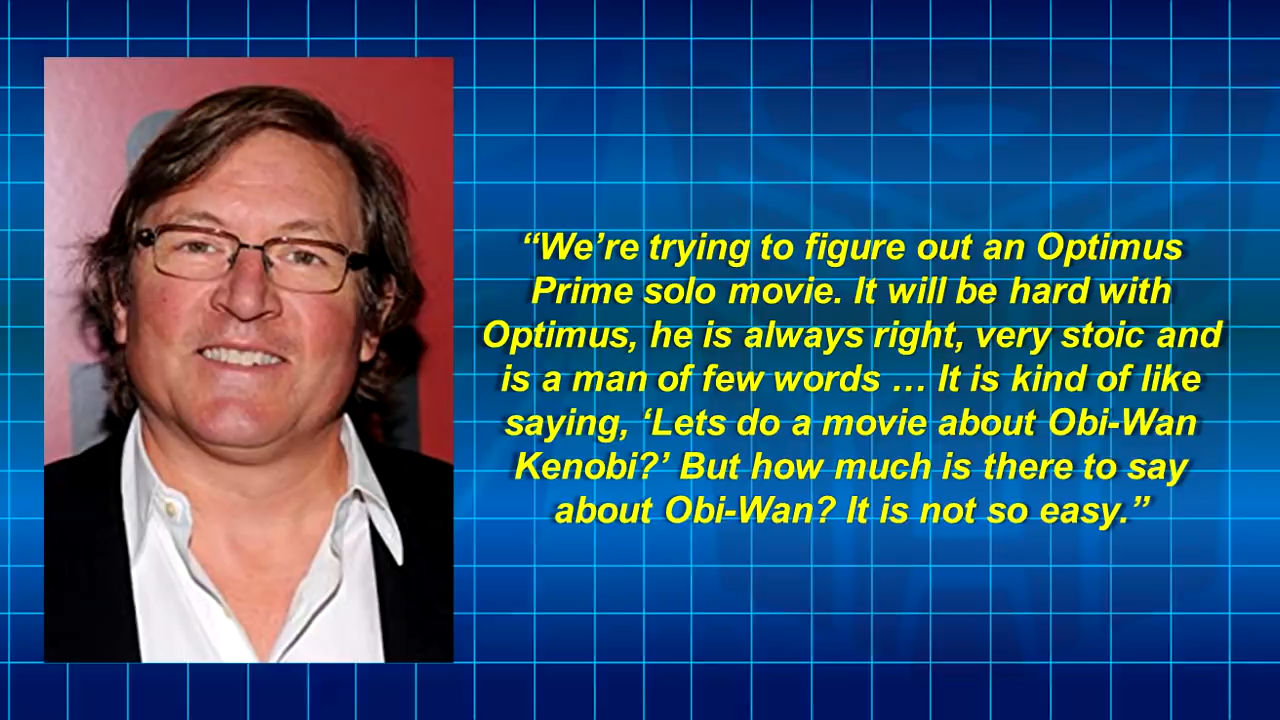 “We’re trying to figure out an Optimus
Prime solo movie. It will be hard with
Optimus, he is always right, very stoic and
is a man of few words … It is kind of like
saying, ‘Lets do a movie about Obi-Wan
Kenobi?’ But how much is there to say
about Obi-Wan? It is not so easy.”